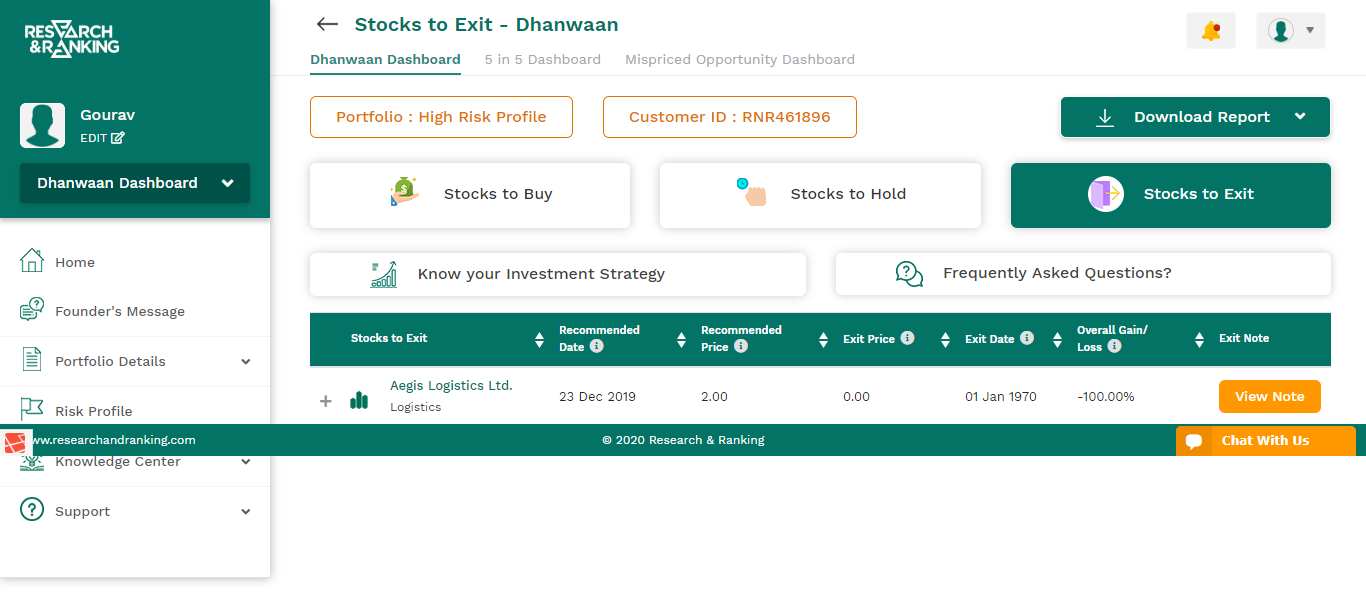 RESEARCH
&RANKING
Gourav
EDIT
Dhanwaan Dashboard
Home
Founder's Message
Portfolio Details
Risk Profile
Knowledge Center
Support
Stocks to Exit - Dhanwaan
Dhanwaan Dashboard 5 in 5 Dashboard Mispriced Opportunity Dashboard
Portfolio : High Risk Profile Customer ID : RNR461896 Download Report
Stocks to Buy Stocks to Hold Stocks to Exit
Know your Investment Strategy Frequently Asked Questions?
Stocks to Exit Recommended Date Recommended Price Exit Price Exit Date Overall Gain/ Loss Exit Note
Aegis Logistics Ltd.
Logistics
23 Dec 2019 2.00 0.00 01 Jan 1970 -100.00% View Note
ww.researchandranking.com © 2020 Research & Ranking Chat With Us